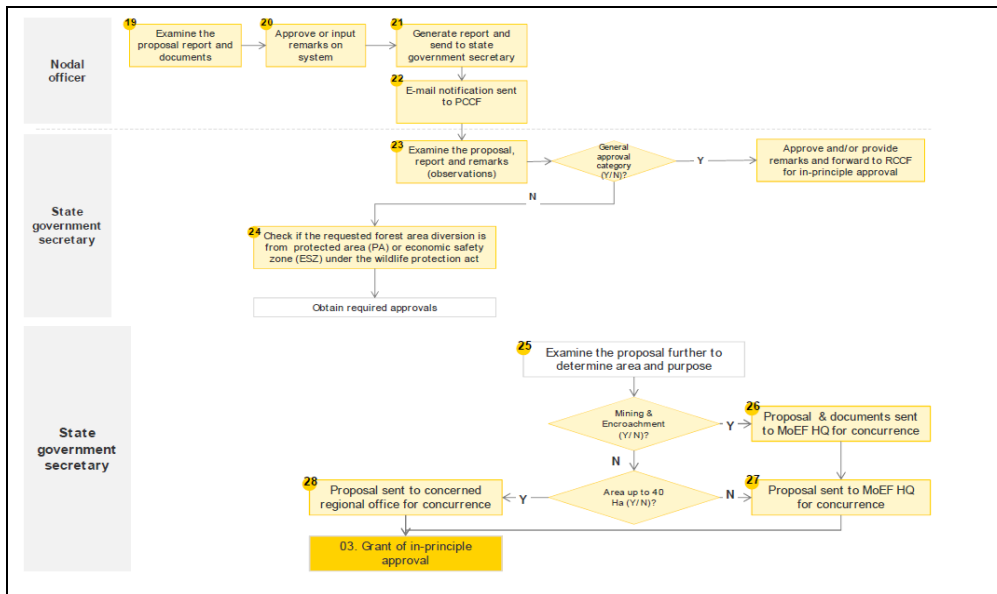 Nodal
officer
19
Examine the
proposal report and
documents
20
Approve or input
remarks on
system
21
Generate report and
send to state
government secretary
22
E-mail notification sent
to PCCF
State
government
secretary
23
Examine the proposal,
report and remarks
(observations)
General
approval
category
(Y/N)?
Y
Approve and/or provide
remarks and forward to RCCF
for in-principle approval
N
24
Check if the requested forest area diversion is
from protected area (PA) or economic safety
zone (ESZ) under the wildlife protection act
Obtain required approvals
State
government
secretary
25
Examine the proposal further to
determine area and purpose
Mining &
Encroachment
(Y/ N)?
Y
26
Proposal & documents sent
to MoEF HQ for concurrence
N
28
Proposal sent to concerned
regional office for concurrence
Y
Area up to 40
Ha (Y/ N)?
N
27
Proposal sent to MoEF HQ
for concurrence
03. Grant of in-principle
approval